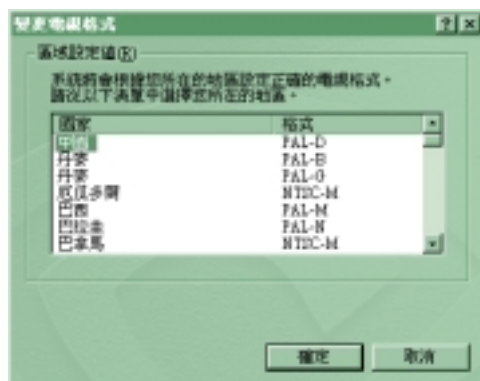 變更電視格式
區域設定值(R)
系統將會根據您所在的地區設定正確的電視格式。
請從以下清單中選擇您所在的地區。
國家 格式
中國 PAL-D
丹麥 PAL-B
丹麥 PAL-G
厄瓜多爾 NTSC-M
巴西 PAL-M
巴拉圭 PAL-N
巴拿馬 NTSC-M
確定 取消